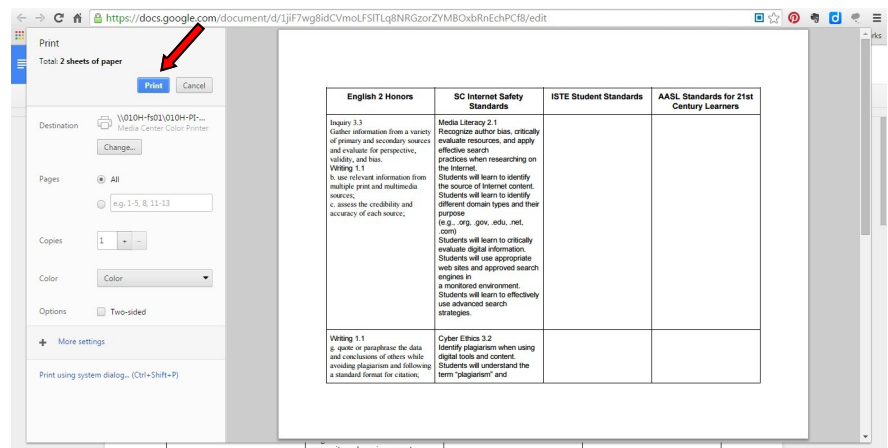 https://docs.google.com/document/d/1jiF7wg8idCVmoLFSlTLq8NRGzorZYMBOxbRnEchPCf8/edit
rks
Print
Total: 2 sheets of paper
Print Cancel
Destination
\\010H-fs01\010H-PI-...
Media Center Color Printer
Change...
Pages
All
e.g. 1-5, 8, 11-13
Copies
1 + -
Color
Color
Options
Two-sided
+ More settings
Print using system dialog... (Ctrl+Shift+P)
English 2 Honors
SC Internet Safety
Standards
ISTE Student Standards
AASL Standards for 21st
Century Learners
Inquiry 3.3
Gather information from a variety
of primary and secondary sources
and evaluate for perspective,
validity, and bias.
Writing 1.1
b. use relevant information from
multiple print and multimedia
sources;
c. assess the credibility and
accuracy of each source;
Media Literacy 2.1
Recognize author bias, critically
evaluate resources, and apply
effective search
practices when researching on
the Internet.
Students will learn to identify
the source of Internet content.
Students will learn to identify
different domain types and their
purpose
(e.g., .org, .gov, .edu, .net,
.com)
Students will learn to critically
evaluate digital information.
Students will use appropriate
web sites and approved search
engines in
a monitored environment.
Students will learn to effectively
use advanced search
strategies.
Writing 1.1
g. quote or paraphrase the data
and conclusions of others while
avoiding plagiarism and following
a standard format for citation;
Cyber Ethics 3.2
Identify plagiarism when using
digital tools and content.
Students will understand the
term "plagiarism" and